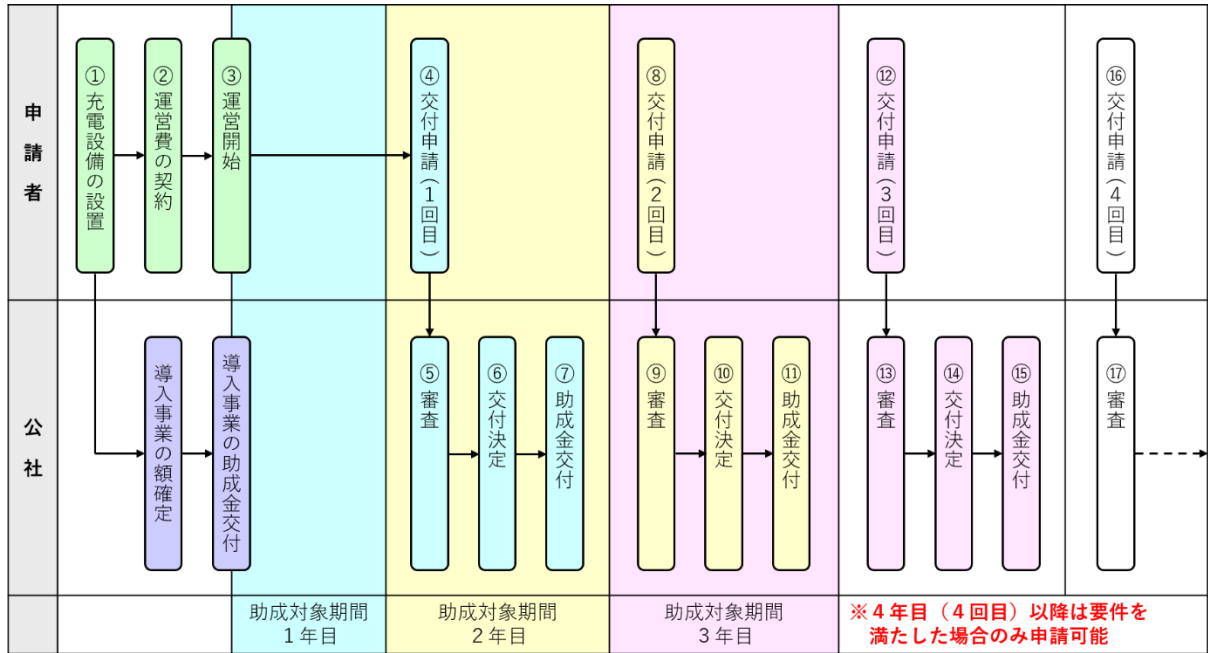 申請者
①充電設備の設置
②運営費の契約
③運営開始
④交付申請(1回目)
⑧交付申請(2回目)
⑫交付申請(3回目)
⑯交付申請(4回目)
公社
導入事業の額確定
導入事業の助成金交付
⑤審査
⑥交付決定
⑦助成金交付
⑨審査
⑩交付決定
⑪助成金交付
⑬審査
⑭交付決定
⑮助成金交付
⑰審査
助成対象期間
1年目
助成対象期間
2年目
助成対象期間
3年目
※4年目(4回目)以降は要件を
満たした場合のみ申請可能